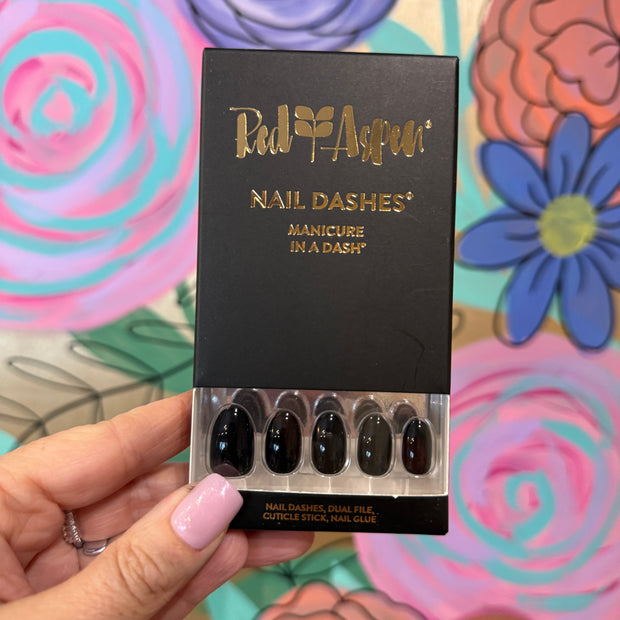 Red Aspen®
NAIL DASHES®
MANICURE
IN A DASH®
NAIL DASHES, DUAL FILE,
CUTICLE STICK, NAIL GLUE